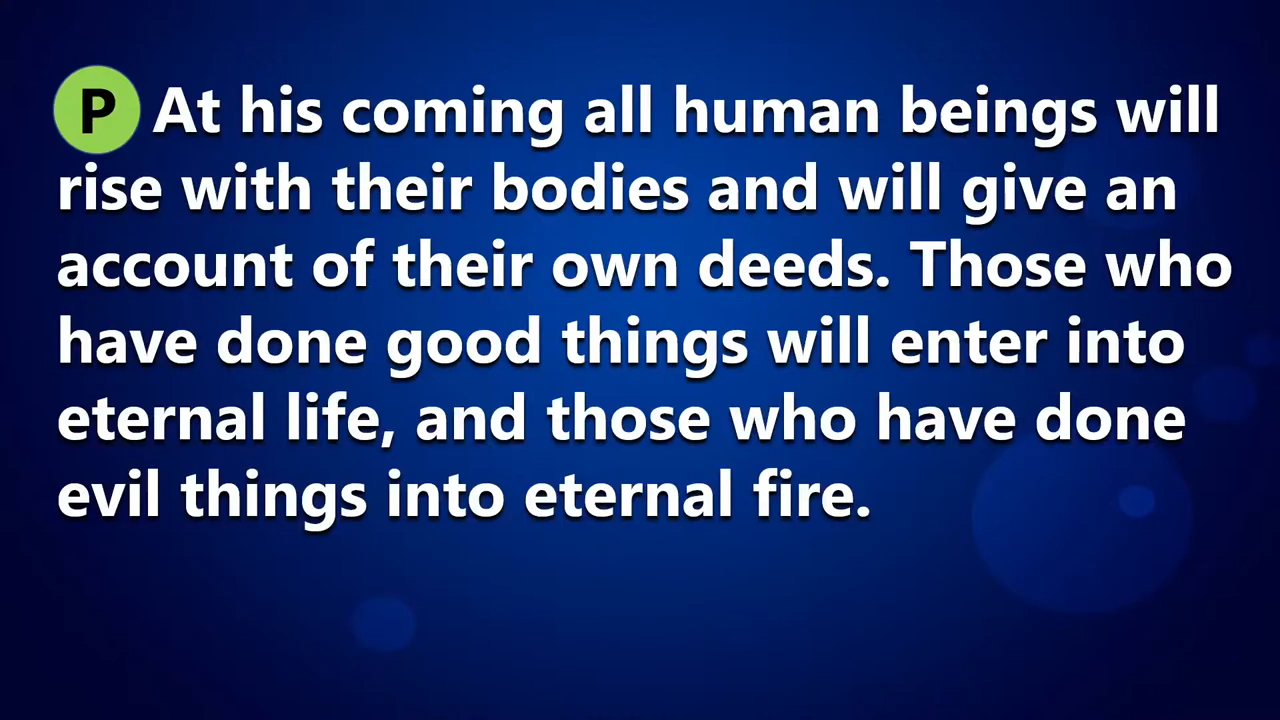 P At his coming all human beings will
rise with their bodies and will give an
account of their own deeds. Those who
have done good things will enter into
eternal life, and those who have done
evil things into eternal fire.